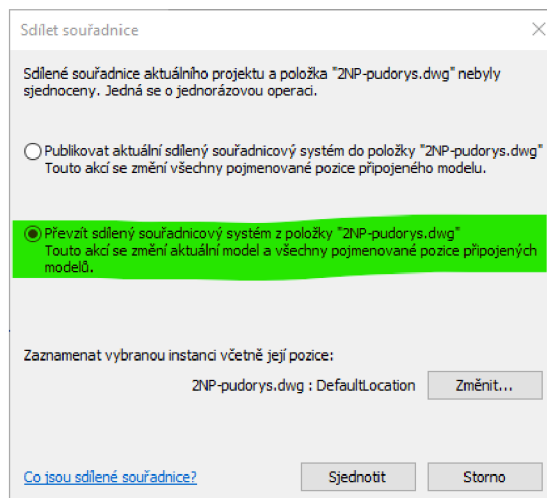 Sdílet souřadnice
Sdílené souřadnice aktuálního projektu a položka "2NP-pudorys.dwg" nebyly
sjednoceny. Jedná se o jednorázovou operaci.
Publikovat aktuální sdílený souřadnicový systém do položky "2NP-pudorys.dwg"
Touto akcí se změní všechny pojmenované pozice připojeného modelu.
Převzít sdílený souřadnicový systém z položky "2NP-pudorys.dwg"
Touto akcí se změní aktuální model a všechny pojmenované pozice připojených
modelů.
Zaznamenat vybranou instanci včetně její pozice:
2NP-pudorys.dwg : DefaultLocation
Změnit...
Co jsou sdílené souřadnice?
Sjednotit
Storno